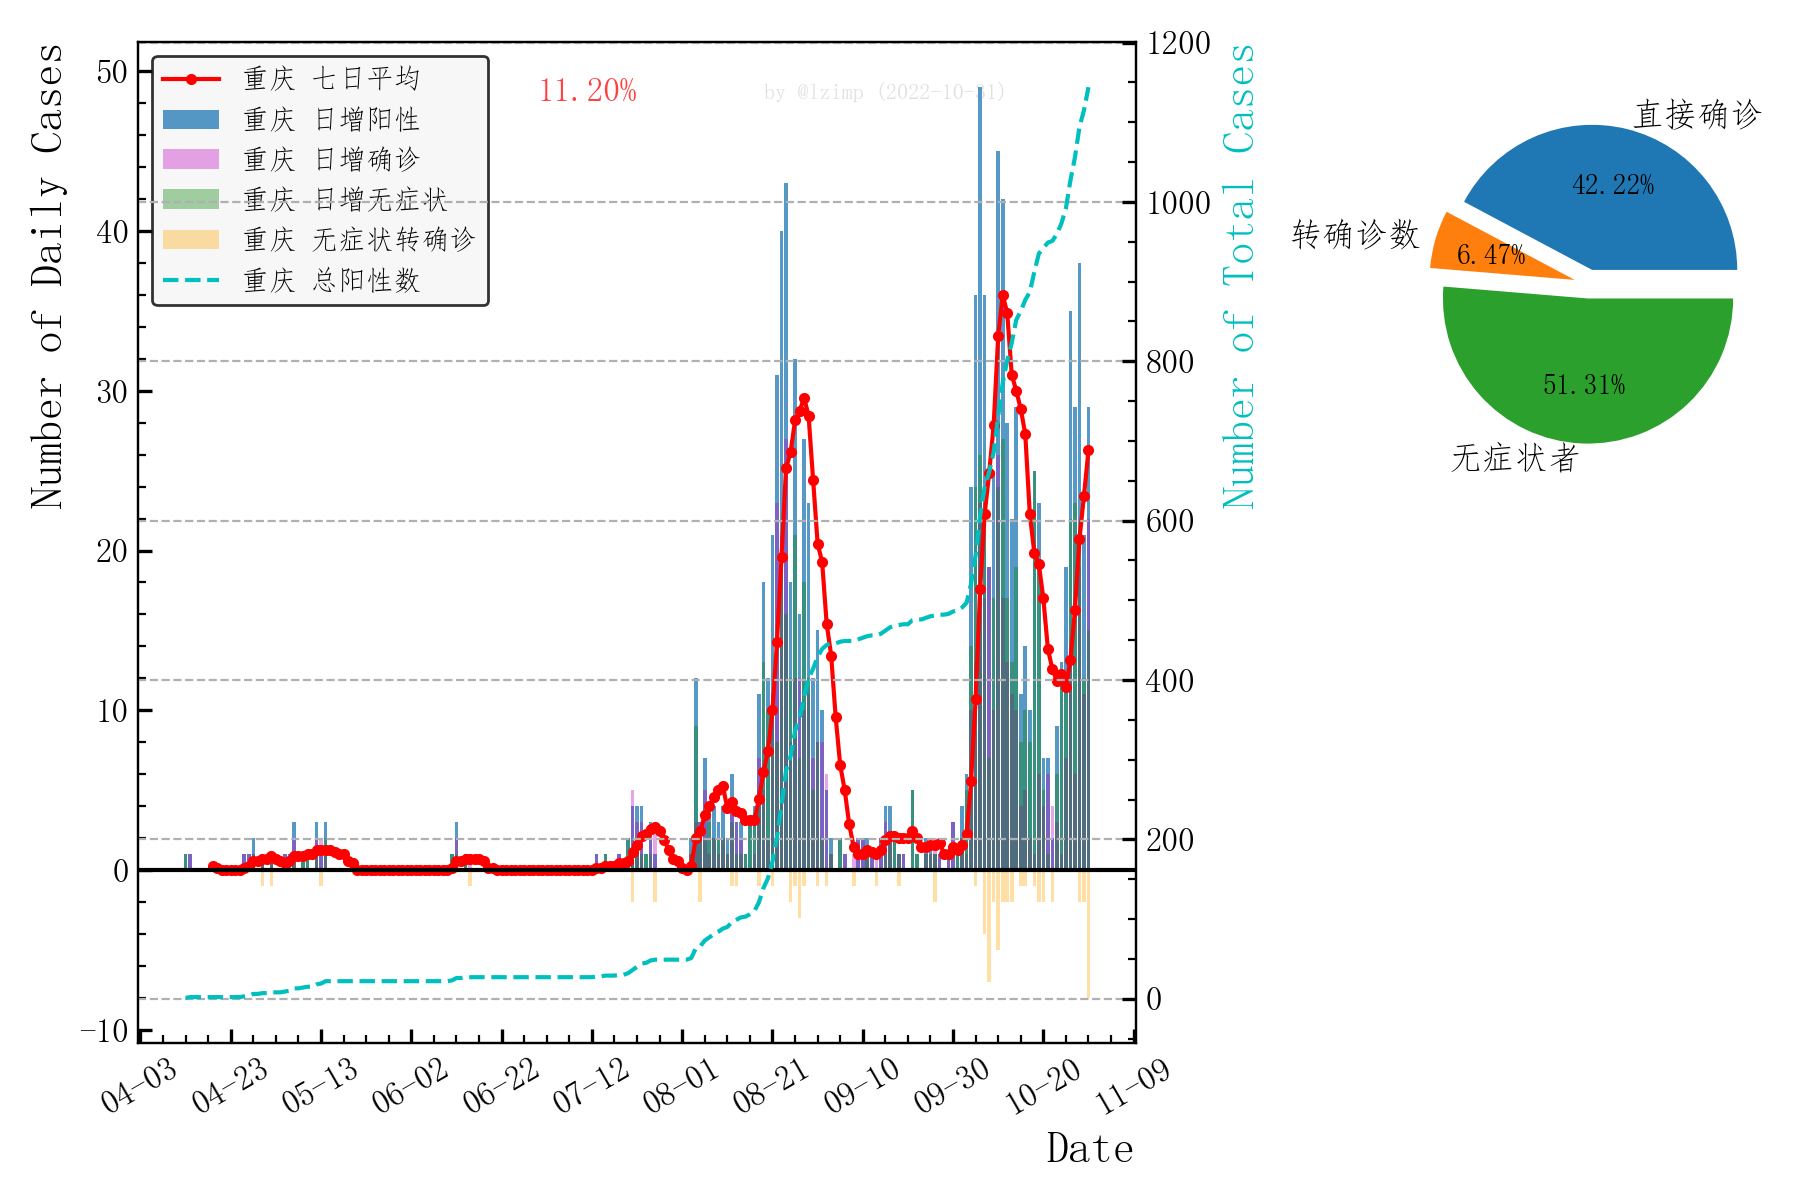 Number of Daily Cases
50
40
30
20
10
0
−10
重庆 七日平均
重庆 日增阳性
重庆 日增确诊
重庆 日增无症状
重庆 无症状转确诊
重庆 总阳性数
11.20%
by @lzimp (2022-10-31)
1200
1000
800
600
400
200
0
Number of Total Cases
04-03
04-23
05-13
06-02
06-22
07-12
08-01
08-21
09-10
09-30
10-20
11-09
Date
直接确诊
42.22%
转确诊数
6.47%
51.31%
无症状者